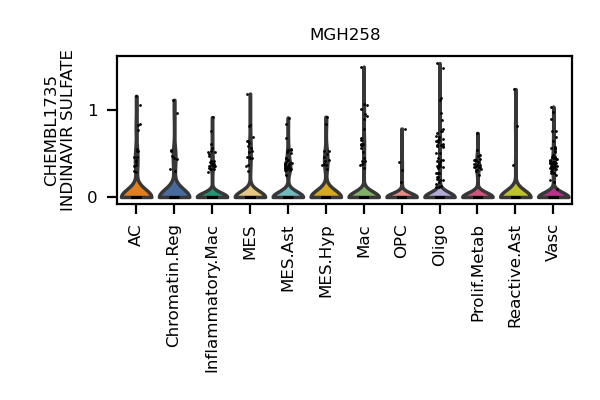 MGH258
CHEMBL1735
INDINAVIR SULFATE
1
0
AC
Chromatin.Reg
Inflammatory.Mac
MES
MES.Ast
MES.Hyp
Mac
OPC
Oligo
Prolif.Metab
Reactive.Ast
Vasc